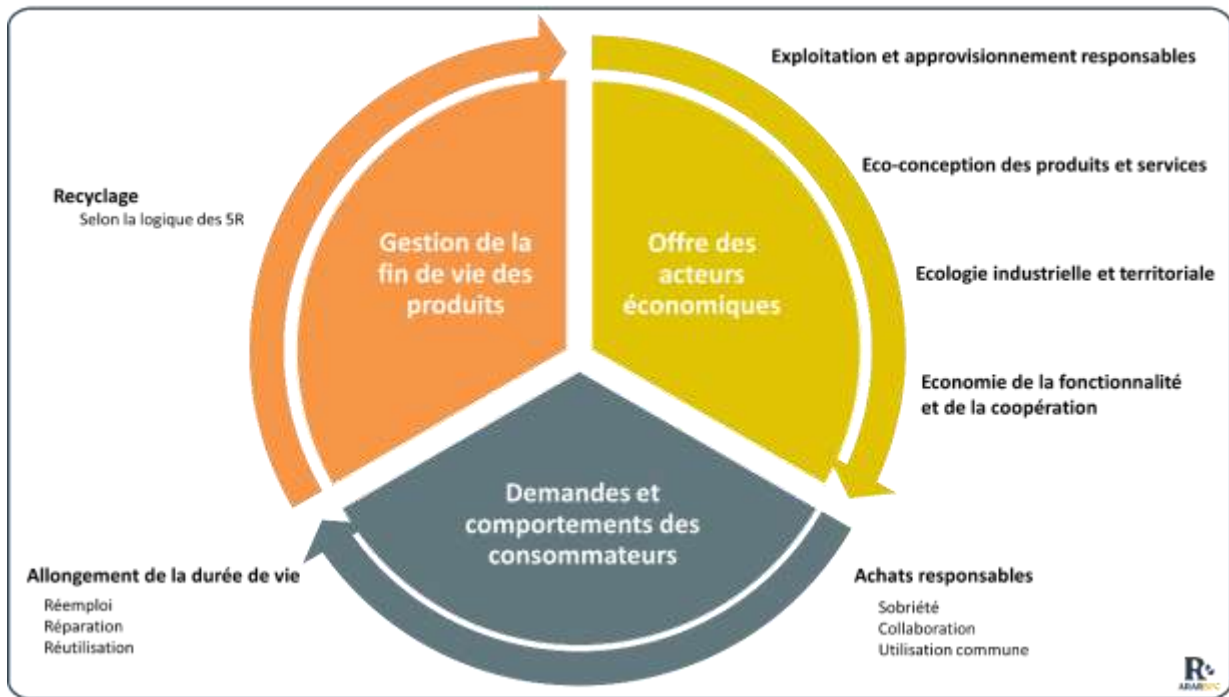 Exploitation et approvisionnement responsables
Eco-conception des produits et services
Recyclage
Selon la logique des 5R
Gestion de la
fin de vie des
produits
Offre des
acteurs
économiques
Ecologie industrielle et territoriale
Economie de la fonctionnalité
et de la coopération
Demandes et
comportements des
consommateurs
Allongement de la durée de vie
Réemploi
Réparation
Réutilisation
Achats responsables
Sobriété
Collaboration
Utilisation commune
R